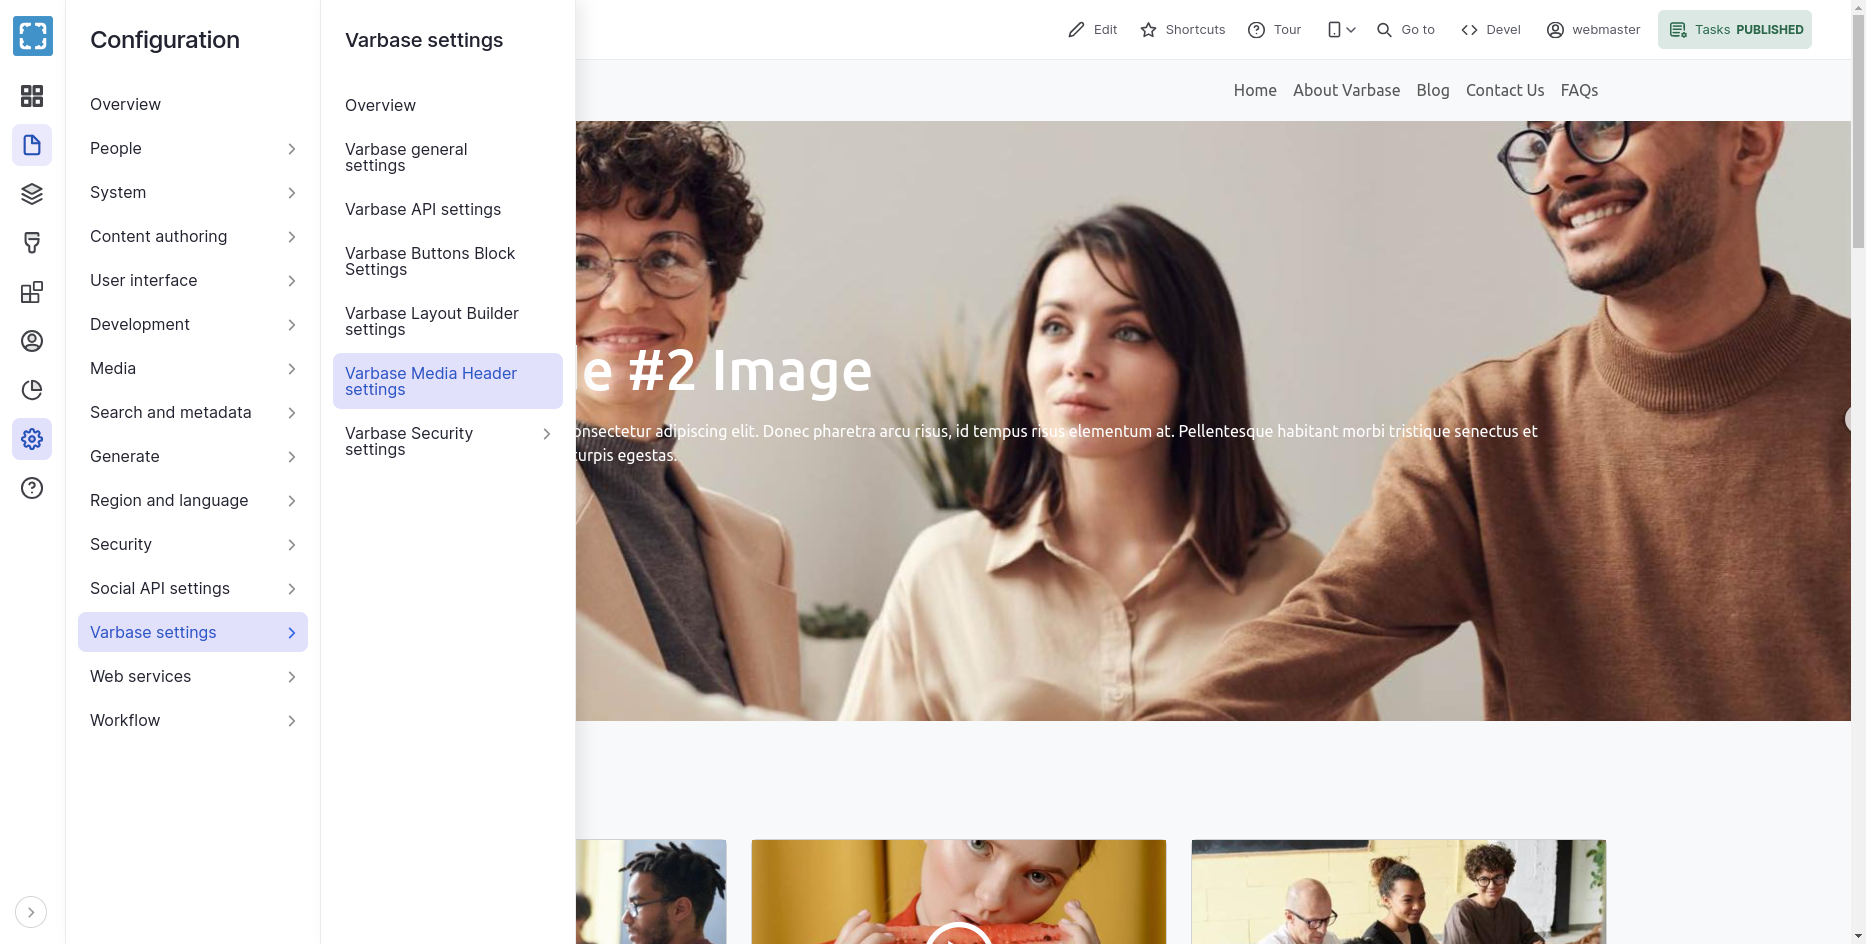 Configuration
Overview
People
System
Content authoring
User interface
Development
Media
Search and metadata
Generate
Region and language
Security
Social API settings
Varbase settings
Web services
Workflow
Varbase settings
Overview
Varbase general
settings
Varbase API settings
Varbase Buttons Block
Settings
Varbase Layout Builder
settings
Varbase Media Header
settings
Varbase Security
settings
Edit
Shortcuts
Tour
Go to
Devel
webmaster
Tasks PUBLISHED
Home
About Varbase
Blog
Contact Us
FAQs
#2 Image
adipiscing elit. Donec pharetra arcu risus, id tempus risus elementum at. Pellentesque habitant morbi tristique senectus et
egestas.